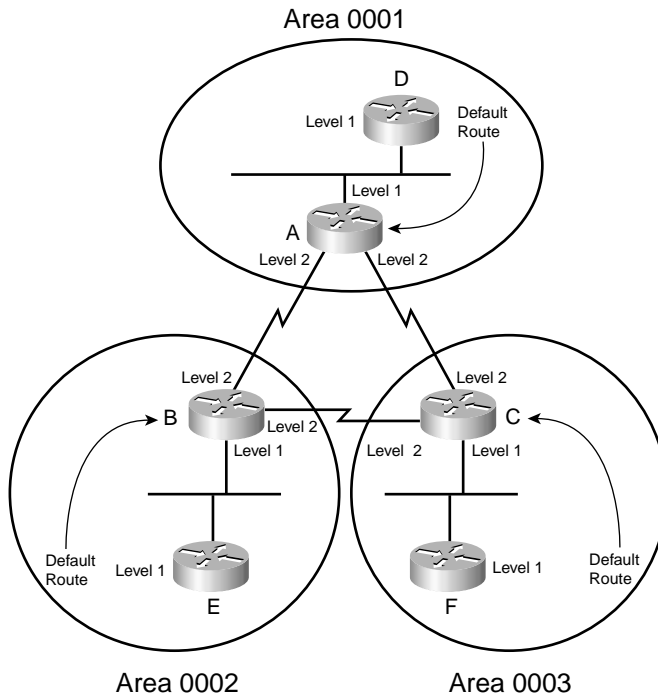 Area 0001
D
Level 1
Default
Route
Level 1
A
Level 2
Level 2
Level 2
Level 2
B
C
Level 2
Level 1
Level 2
Level 1
Default
Route
Level 1
E
Level 1
F
Default
Route
Area 0002
Area 0003